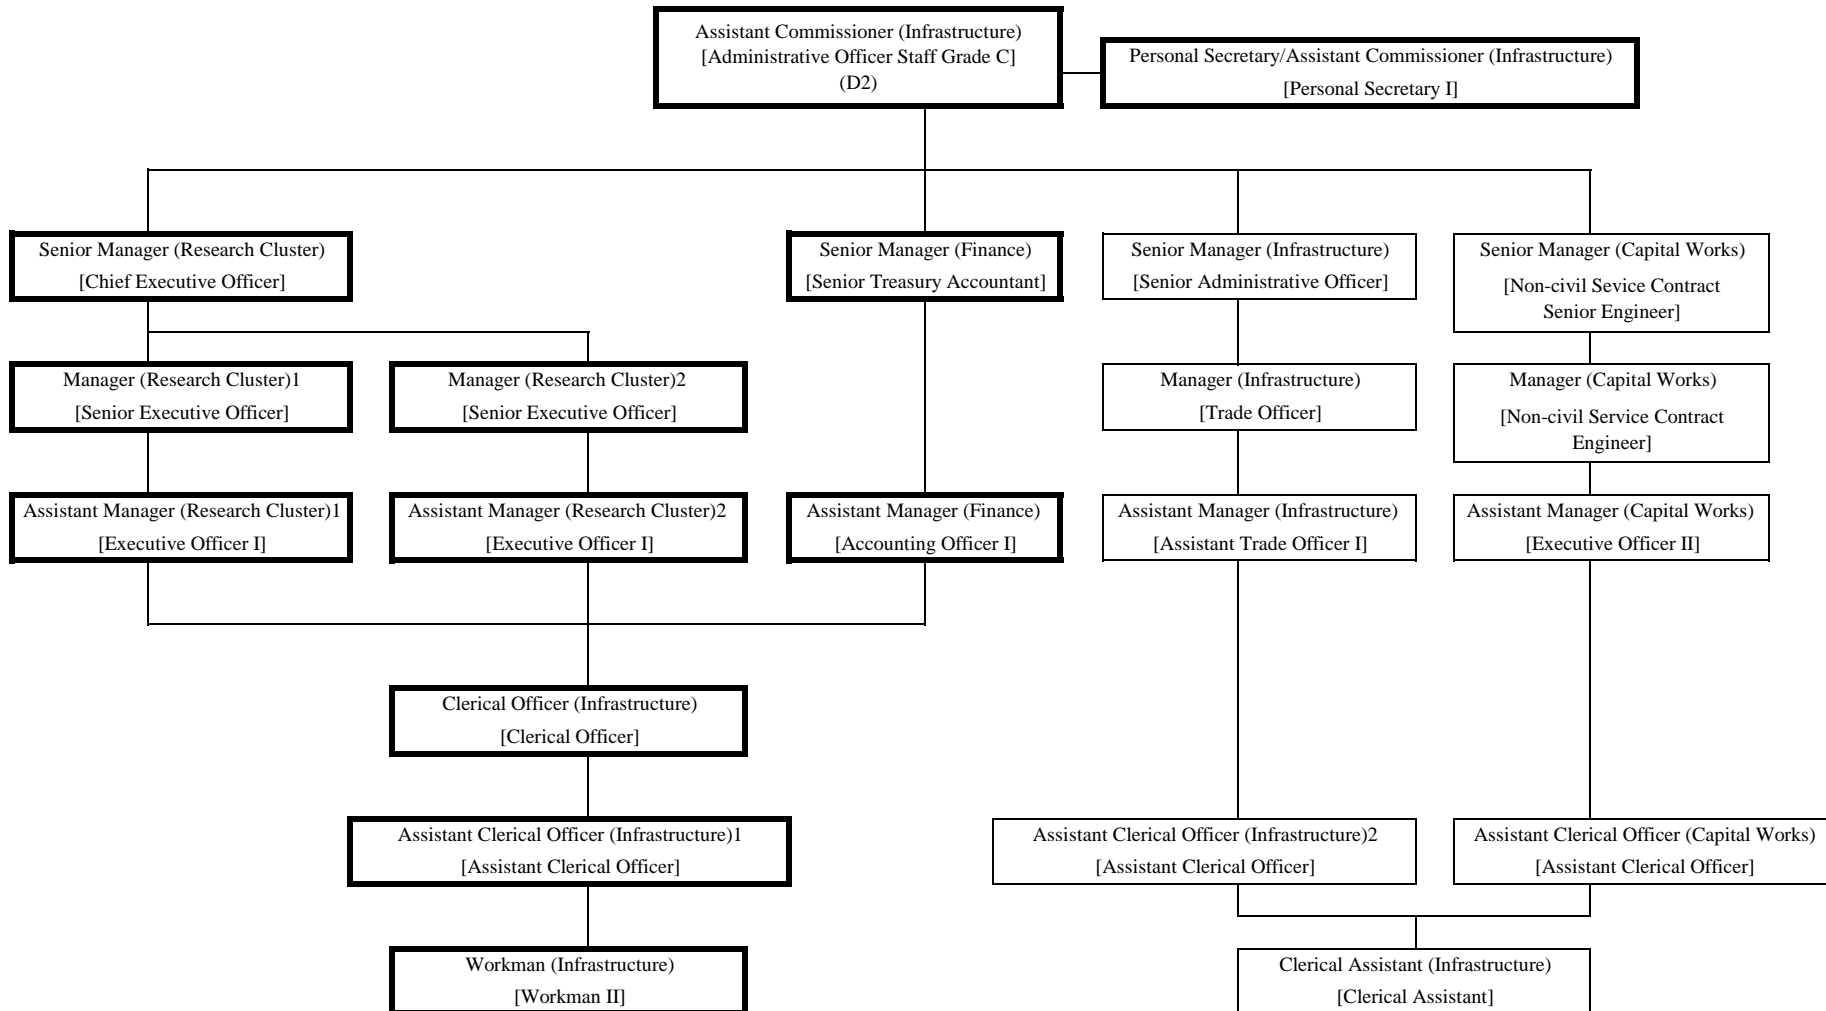 Assistant Commissioner (Infrastructure)
[Administrative Officer Staff Grade C]
(D2)
Personal Secretary/Assistant Commissioner (Infrastructure)
[Personal Secretary I]
Senior Manager (Research Cluster)
[Chief Executive Officer]
Senior Manager (Finance)
[Senior Treasury Accountant]
Senior Manager (Infrastructure)
[Senior Administrative Officer]
Senior Manager (Capital Works)
[Non-civil Sevice Contract
Senior Engineer]
Manager (Research Cluster)1
[Senior Executive Officer]
Manager (Research Cluster)2
[Senior Executive Officer]
Manager (Infrastructure)
[Trade Officer]
Manager (Capital Works)
[Non-civil Service Contract
Engineer]
Assistant Manager (Research Cluster)1
[Executive Officer I]
Assistant Manager (Research Cluster)2
[Executive Officer I]
Assistant Manager (Finance)
[Accounting Officer I]
Assistant Manager (Infrastructure)
[Assistant Trade Officer I]
Assistant Manager (Capital Works)
[Executive Officer II]
Clerical Officer (Infrastructure)
[Clerical Officer]
Assistant Clerical Officer (Infrastructure)1
[Assistant Clerical Officer]
Assistant Clerical Officer (Infrastructure)2
[Assistant Clerical Officer]
Assistant Clerical Officer (Capital Works)
[Assistant Clerical Officer]
Workman (Infrastructure)
[Workman II]
Clerical Assistant (Infrastructure)
[Clerical Assistant]